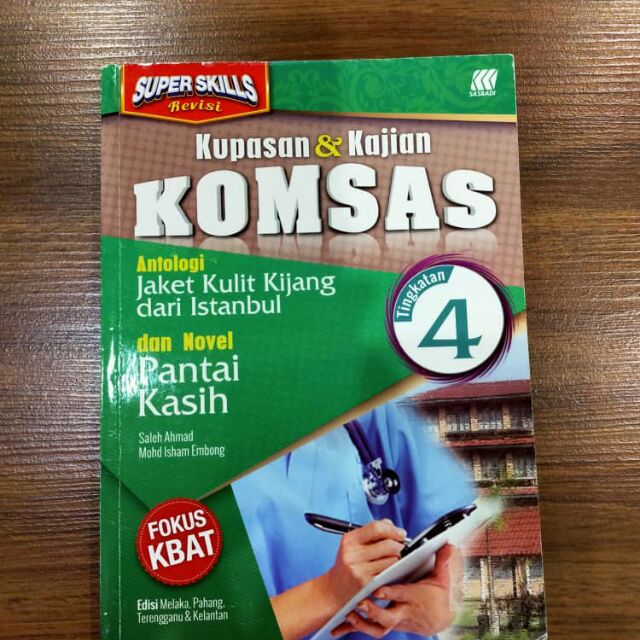 SUPER SKILLS
Revisi
SASBADI
Kupasan & Kajian
KOMSAS
Antologi
Jaket Kulit Kijang
dari Istanbul
dan Novel
Pantai
Kasih
Saleh Ahmad
Mohd Isham Embong
Tingkatan
4
FOKUS
KBAT
Edisi Melaka, Pahang,
Terengganu & Kelantan